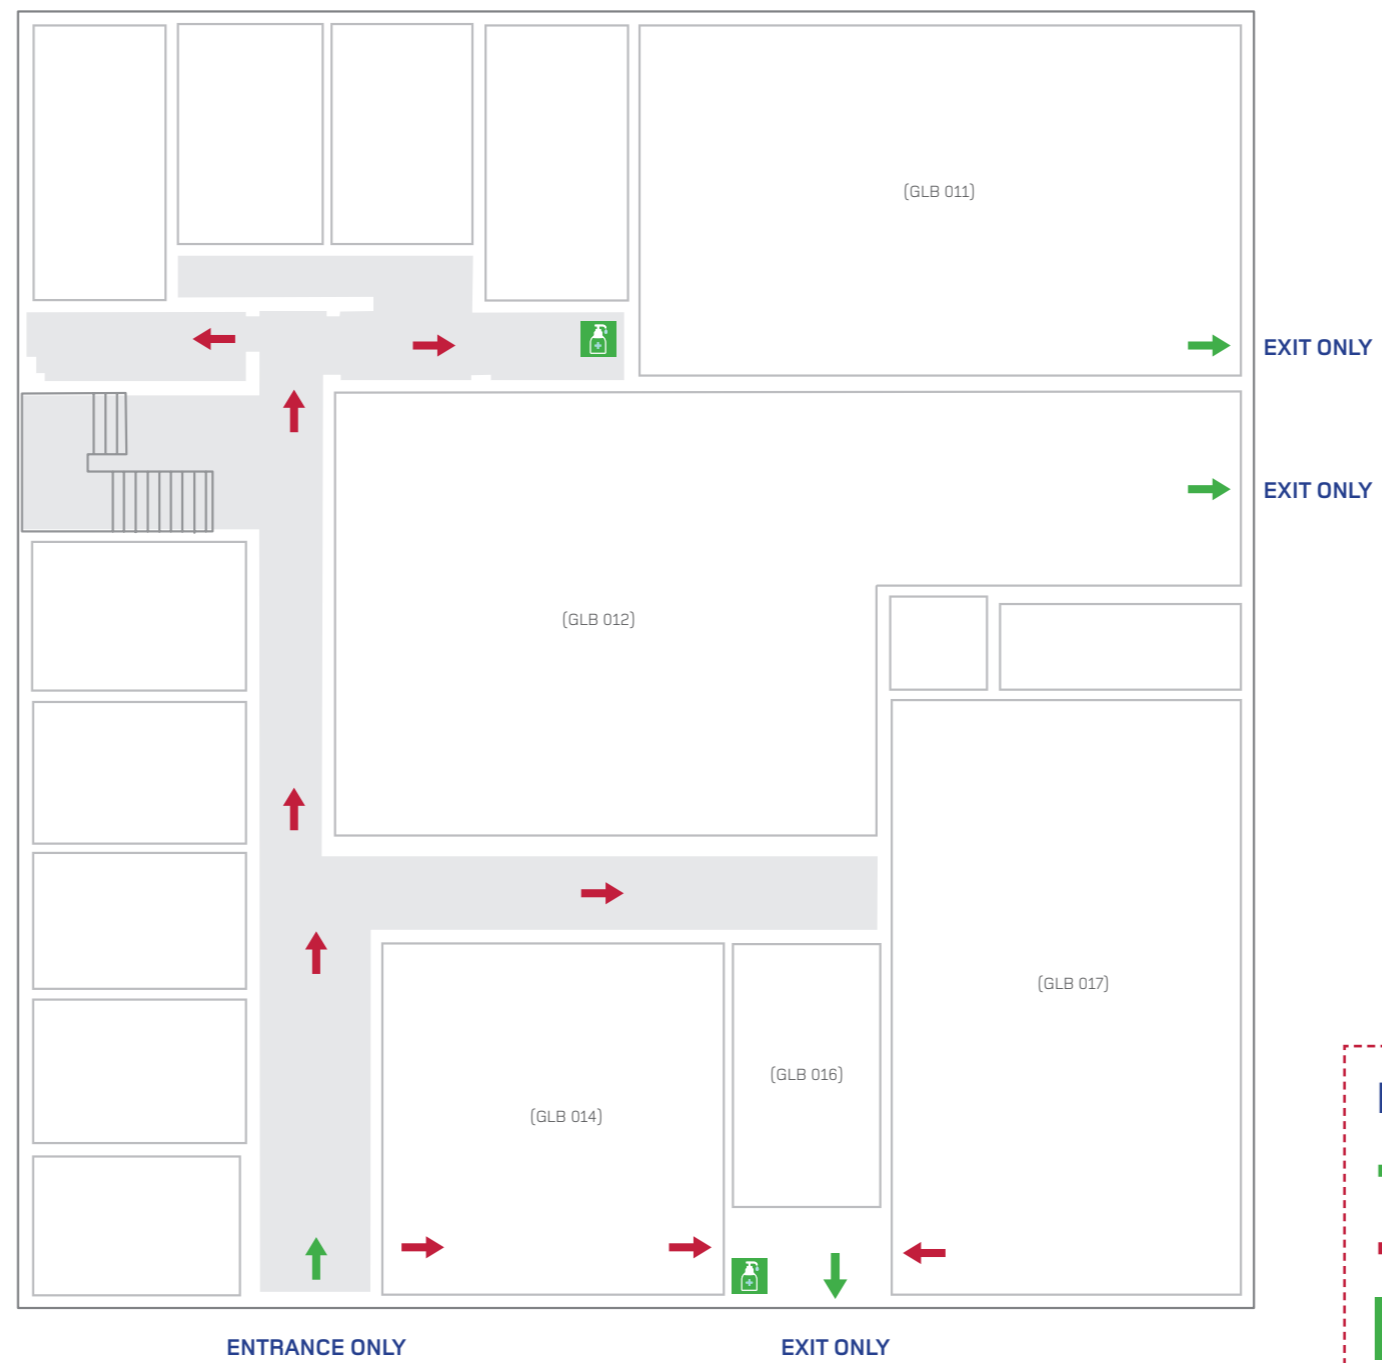 (GLB 011)
EXIT ONLY
EXIT ONLY
(GLB 012)
(GLB 017)
(GLB 016)
(GLB 014)
ENTRANCE ONLY
EXIT ONLY